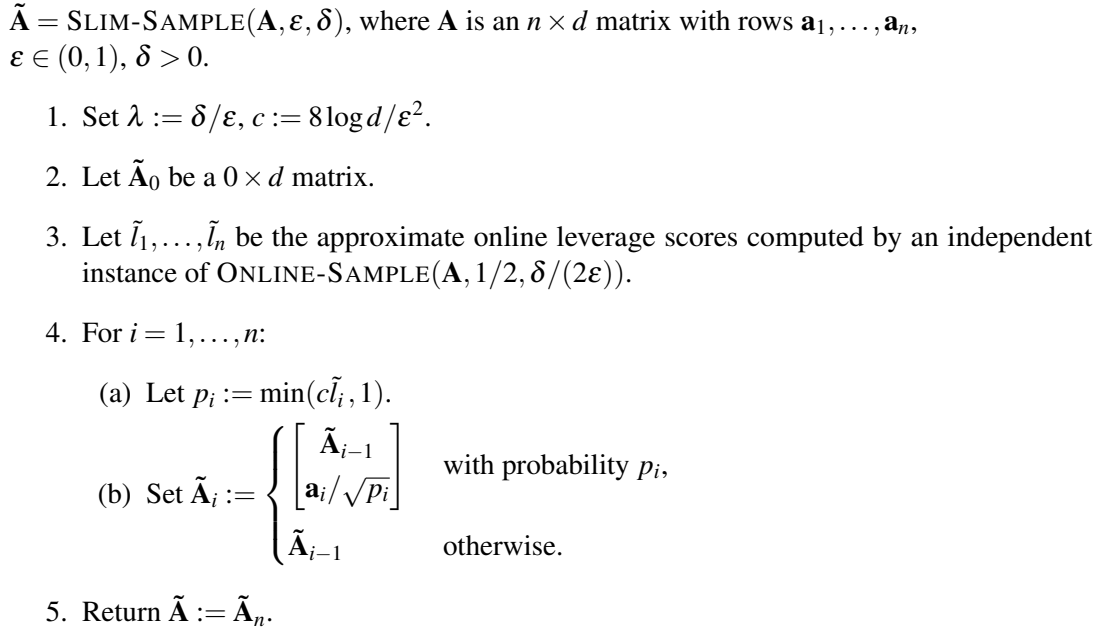 Ã = SLIM-SAMPLE(A, ε, δ), where A is an n × d matrix with rows a₁, …, aₙ,
ε ∈ (0, 1), δ > 0.
1. Set λ := δ/ε, c := 8 log d/ε².
2. Let Ã₀ be a 0 × d matrix.
3. Let l̃₁, …, l̃ₙ be the approximate online leverage scores computed by an independent
instance of ONLINE-SAMPLE(A, 1/2, δ/(2ε)).
4. For i = 1, …, n:
(a) Let pᵢ := min(cl̃ᵢ, 1).
(b) Set Ãᵢ := { [Ãᵢ₋₁ ; aᵢ/√pᵢ] with probability pᵢ,
Ãᵢ₋₁ otherwise.
5. Return Ã := Ãₙ.